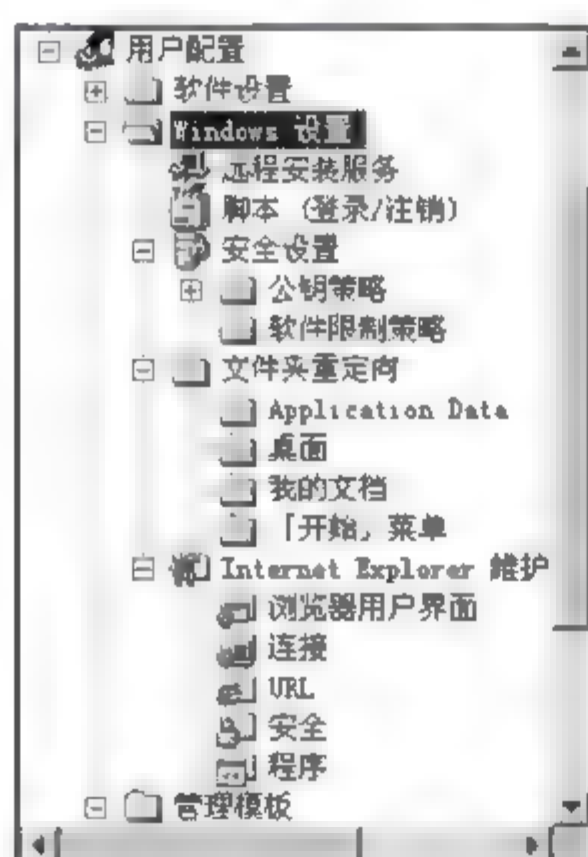 用户配置
软件设置
Windows 设置
远程安装服务
脚本 (登录/注销)
安全设置
公钥策略
软件限制策略
文件夹重定向
Application Data
桌面
我的文档
「开始」菜单
Internet Explorer 维护
浏览器用户界面
连接
URL
安全
程序
管理模板